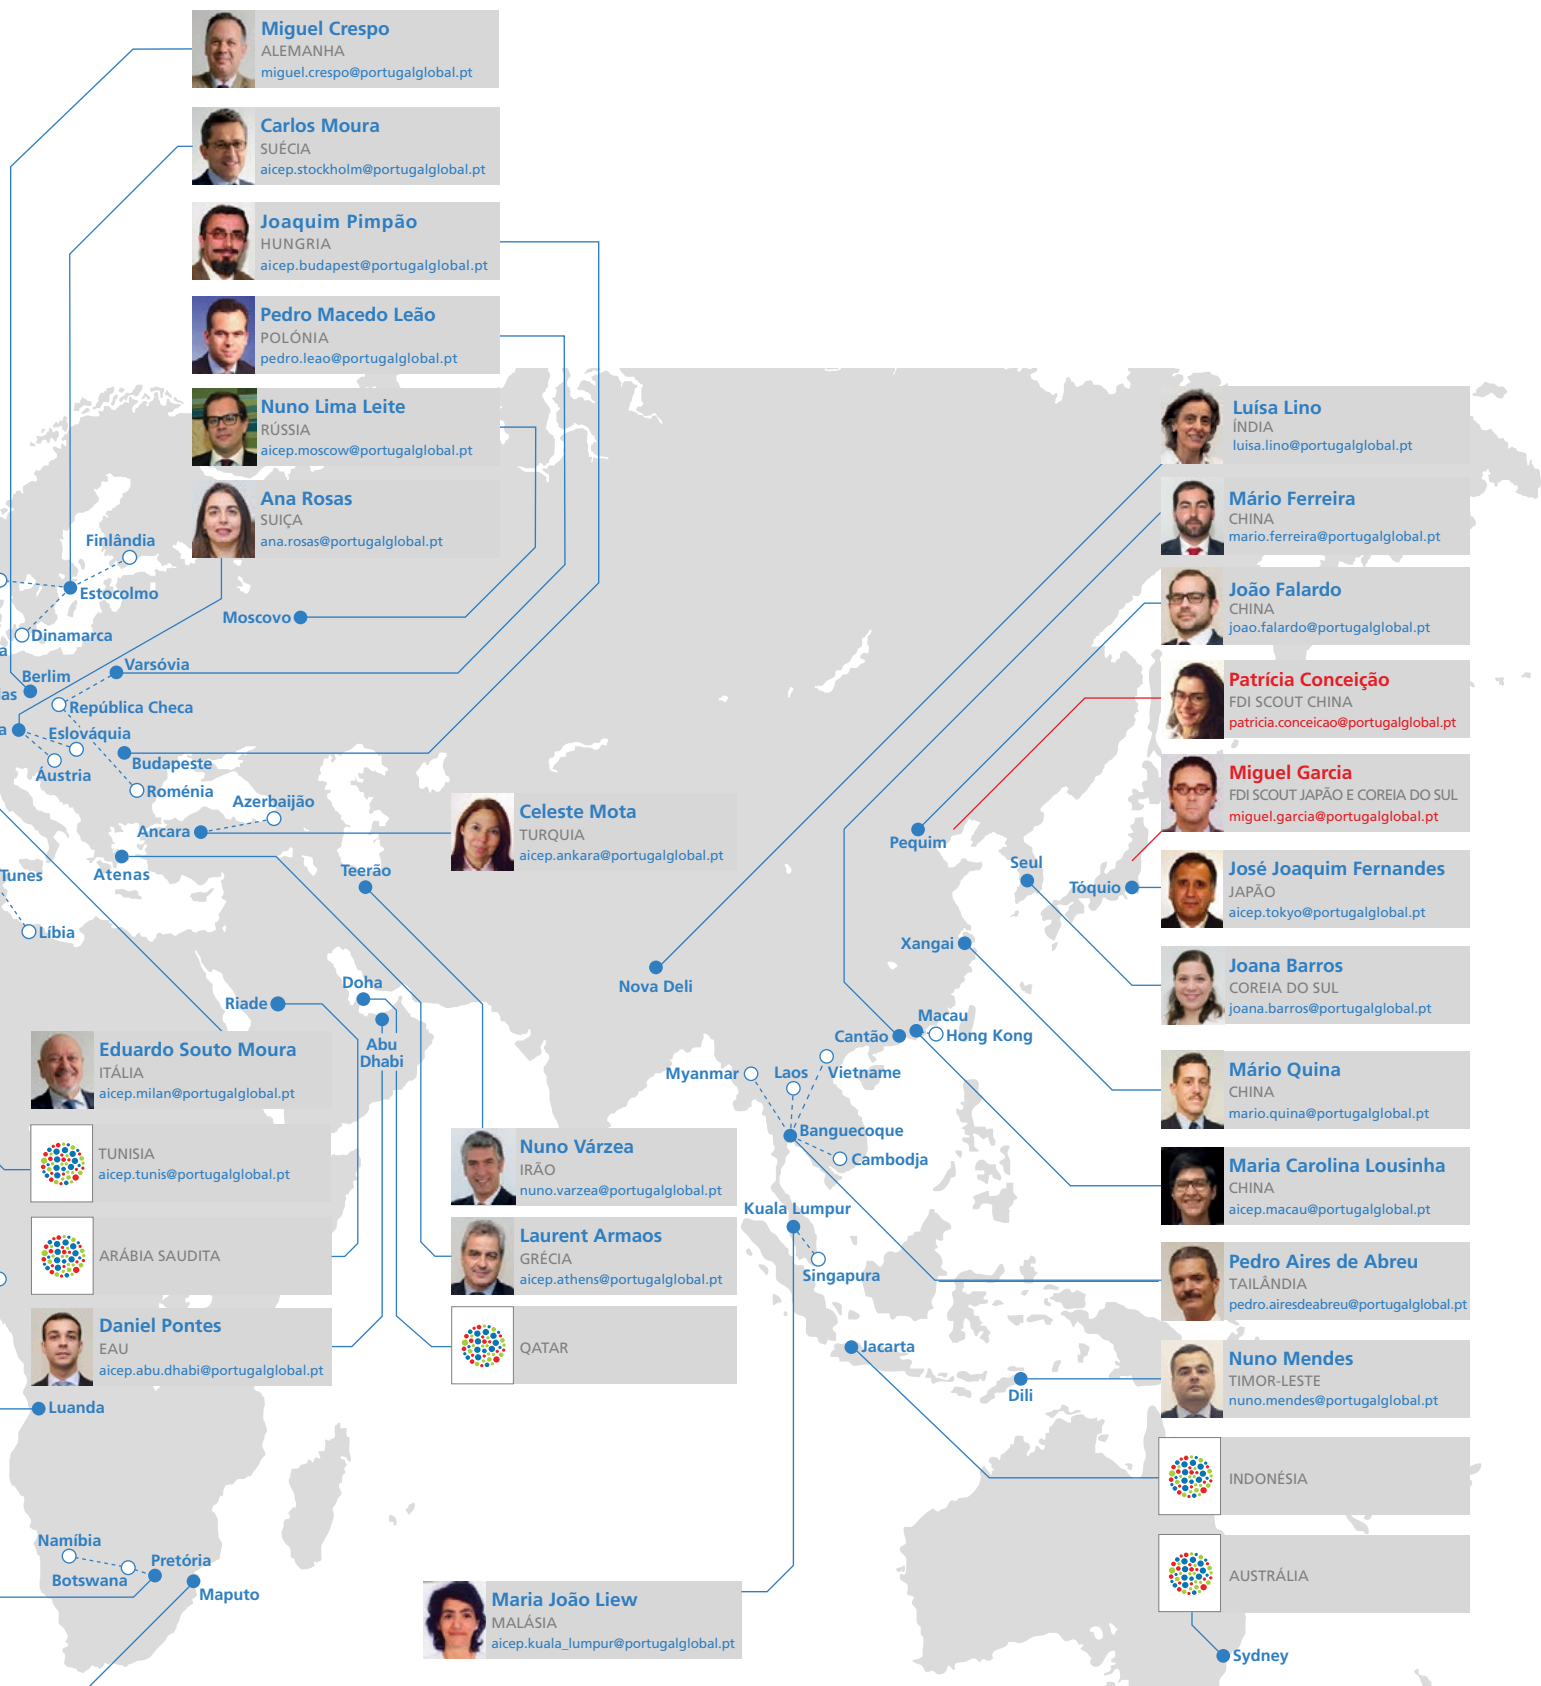 Miguel Crespo
ALEMANHA
miguel.crespo@portugalglobal.pt
Carlos Moura
SUÉCIA
aicep.stockholm@portugalglobal.pt
Joaquim Pimpão
HUNGRIA
aicep.budapest@portugalglobal.pt
Pedro Macedo Leão
POLÓNIA
pedro.leao@portugalglobal.pt
Nuno Lima Leite
RÚSSIA
aicep.moscow@portugalglobal.pt
Ana Rosas
SUIÇA
ana.rosas@portugalglobal.pt
Luísa Lino
ÍNDIA
luisa.lino@portugalglobal.pt
Mário Ferreira
CHINA
mario.ferreira@portugalglobal.pt
João Falardo
CHINA
joao.falardo@portugalglobal.pt
Patrícia Conceição
FDI SCOUT CHINA
patricia.conceicao@portugalglobal.pt
Miguel Garcia
FDI SCOUT JAPÃO E COREIA DO SUL
miguel.garcia@portugalglobal.pt
José Joaquim Fernandes
JAPÃO
aicep.tokyo@portugalglobal.pt
Joana Barros
COREIA DO SUL
joana.barros@portugalglobal.pt
Mário Quina
CHINA
mario.quina@portugalglobal.pt
Maria Carolina Lousinha
CHINA
aicep.macau@portugalglobal.pt
Pedro Aires de Abreu
TAILÂNDIA
pedro.airesdeabreu@portugalglobal.pt
Nuno Mendes
TIMOR-LESTE
nuno.mendes@portugalglobal.pt
INDONÉSIA
AUSTRÁLIA
Sydney
Finlândia
Estocolmo
Dinamarca
a
Moscovo
Berlim
las
Varsóvia
República Checa
a
Eslováquia
Áustria
Budapeste
Roménia
Azerbaijão
Ancara
Atenas
Tunes
Líbia
Teerão
Celeste Mota
TURQUIA
aicep.ankara@portugalglobal.pt
Pequim
Seul
Tóquio
Xangai
Nova Deli
Doha
Riade
Abu
Dhabi
Macau
Cantão
Hong Kong
Myanmar
Laos
Vietname
Banguecoque
Cambodja
Kuala Lumpur
Singapura
Jacarta
Dili
Eduardo Souto Moura
ITÁLIA
aicep.milan@portugalglobal.pt
TUNISIA
aicep.tunis@portugalglobal.pt
ARÁBIA SAUDITA
Daniel Pontes
EAU
aicep.abu.dhabi@portugalglobal.pt
Nuno Várzea
IRÃO
nuno.varzea@portugalglobal.pt
Laurent Armaos
GRÉCIA
aicep.athens@portugalglobal.pt
QATAR
Luanda
Namíbia
Botswana
Pretória
Maputo
Maria João Liew
MALÁSIA
aicep.kuala_lumpur@portugalglobal.pt